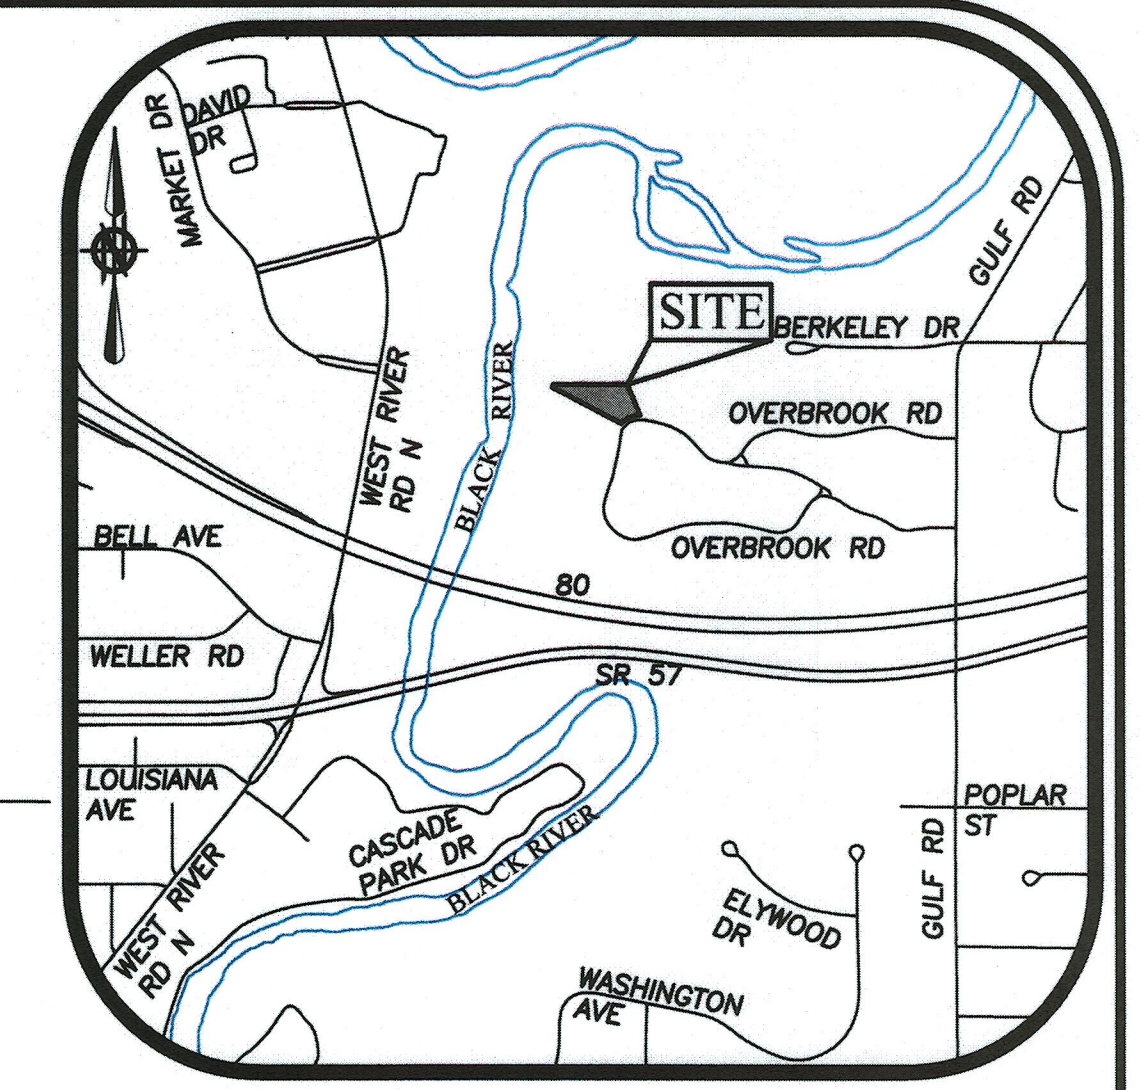 DAVID
DR
MARKET DR
N
GULF RD
SITE
BERKELEY DR
WEST RIVER
RD N
RIVER
BLACK
OVERBROOK RD
OVERBROOK RD
BELL AVE
80
WELLER RD
SR 57
LOUISIANA
AVE
POPLAR
ST
CASCADE
PARK DR
BLACK RIVER
GULF RD
WEST RIVER
RD N
ELYWOOD
DR
WASHINGTON
AVE